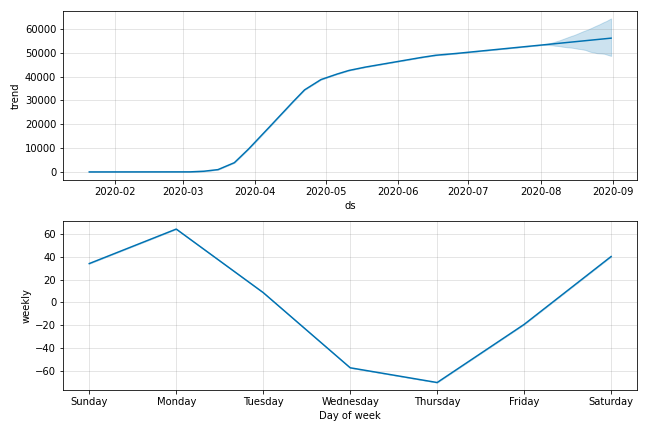 60000
50000
40000
30000
20000
10000
0
trend
2020-02 2020-03 2020-04 2020-05 2020-06 2020-07 2020-08 2020-09
ds
60
40
20
0
−20
−40
−60
weekly
Sunday Monday Tuesday Wednesday Thursday Friday Saturday
Day of week